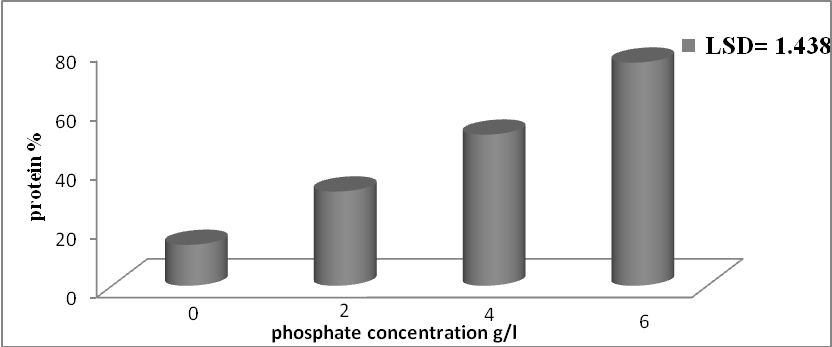 LSD= 1.438
80
60
40
20
0
protein %
0 2 4 6
phosphate concentration g/l